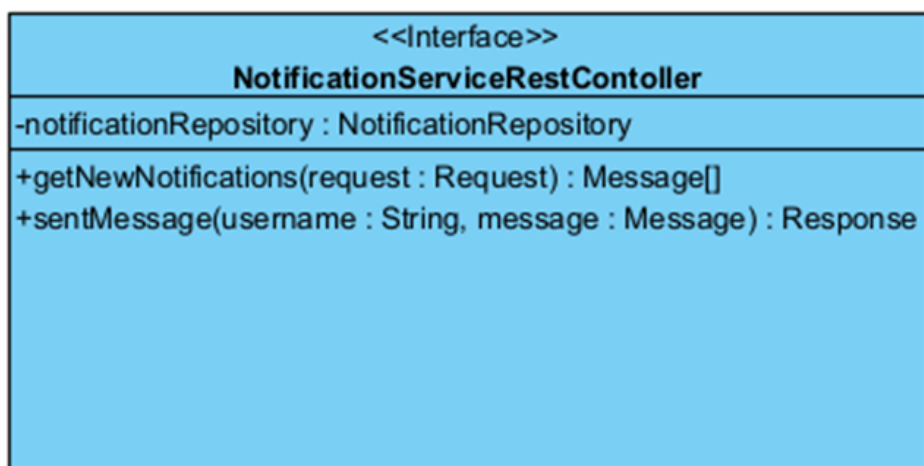 <<Interface>>
NotificationServiceRestContoller
-notificationRepository : NotificationRepository
+getNewNotifications(request : Request) : Message[]
+sentMessage(username : String, message : Message) : Response